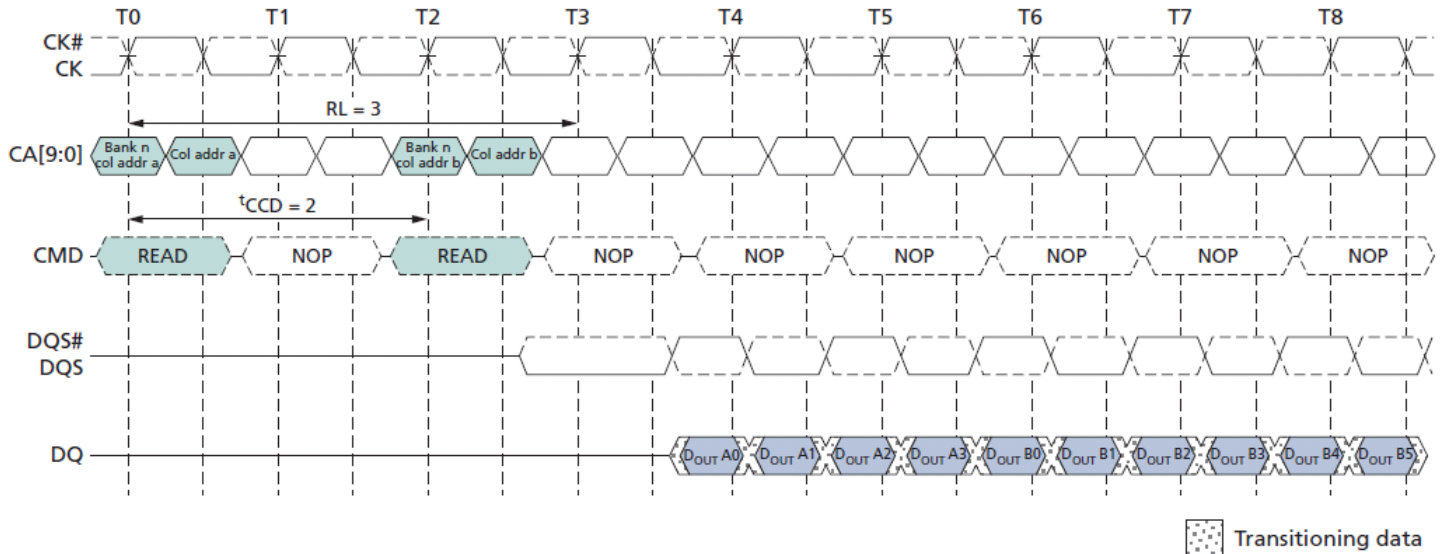 T0 T1 T2 T3 T4 T5 T6 T7 T8
CK#
CK
RL = 3
CA[9:0]
Bank n
col addr a
Col addr a
Bank n
col addr b
Col addr b
tCCD = 2
CMD READ NOP READ NOP NOP NOP NOP NOP NOP
DQS#
DQS
DQ DOUT A0 DOUT A1 DOUT A2 DOUT A3 DOUT B0 DOUT B1 DOUT B2 DOUT B3 DOUT B4 DOUT B5
Transitioning data